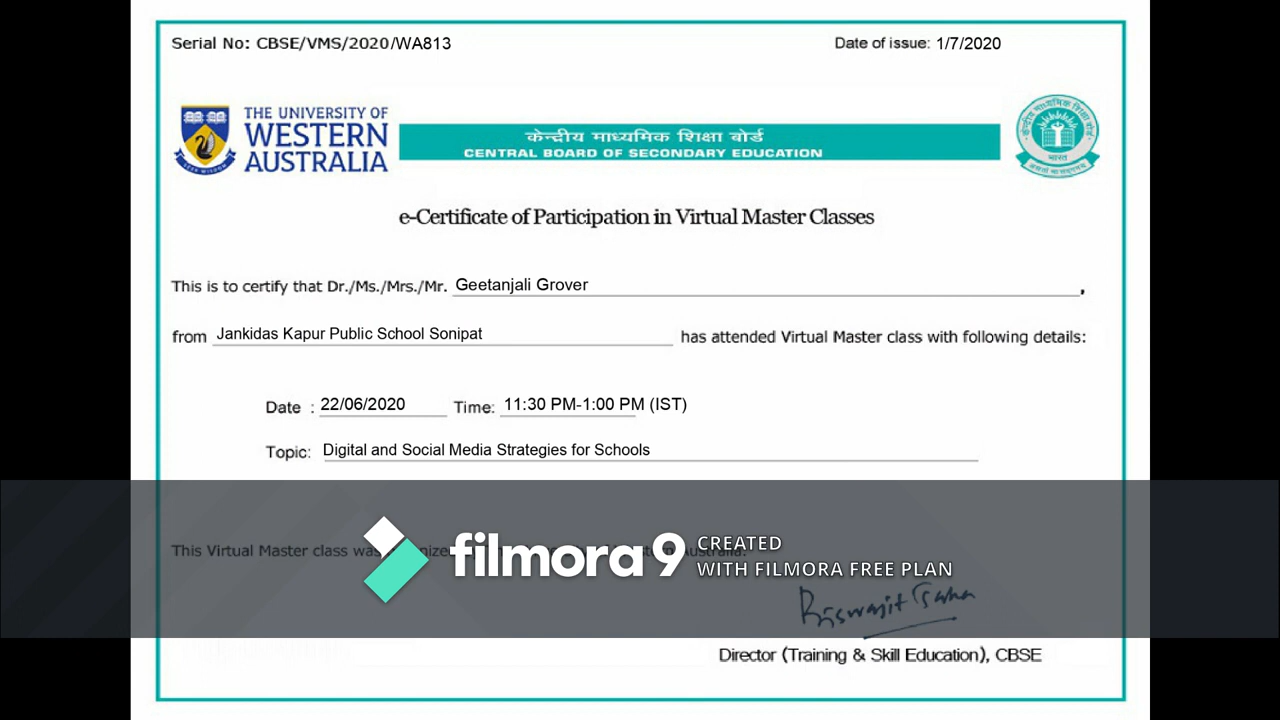 Serial No: CBSE/VMS/2020/WA813 Date of issue: 1/7/2020
THE UNIVERSITY OF
WESTERN
AUSTRALIA
केन्द्रीय माध्यमिक शिक्षा बोर्ड
CENTRAL BOARD OF SECONDARY EDUCATION
भारत
e-Certificate of Participation in Virtual Master Classes
This is to certify that Dr./Ms./Mrs./Mr. Geetanjali Grover ,
from Jankidas Kapur Public School Sonipat has attended Virtual Master class with following details:
Date : 22/06/2020 Time: 11:30 PM-1:00 PM (IST)
Topic: Digital and Social Media Strategies for Schools
This Virtual Master class was Australia.
filmora9 CREATED
WITH FILMORA FREE PLAN
Biswajit Saha
Director (Training & Skill Education), CBSE